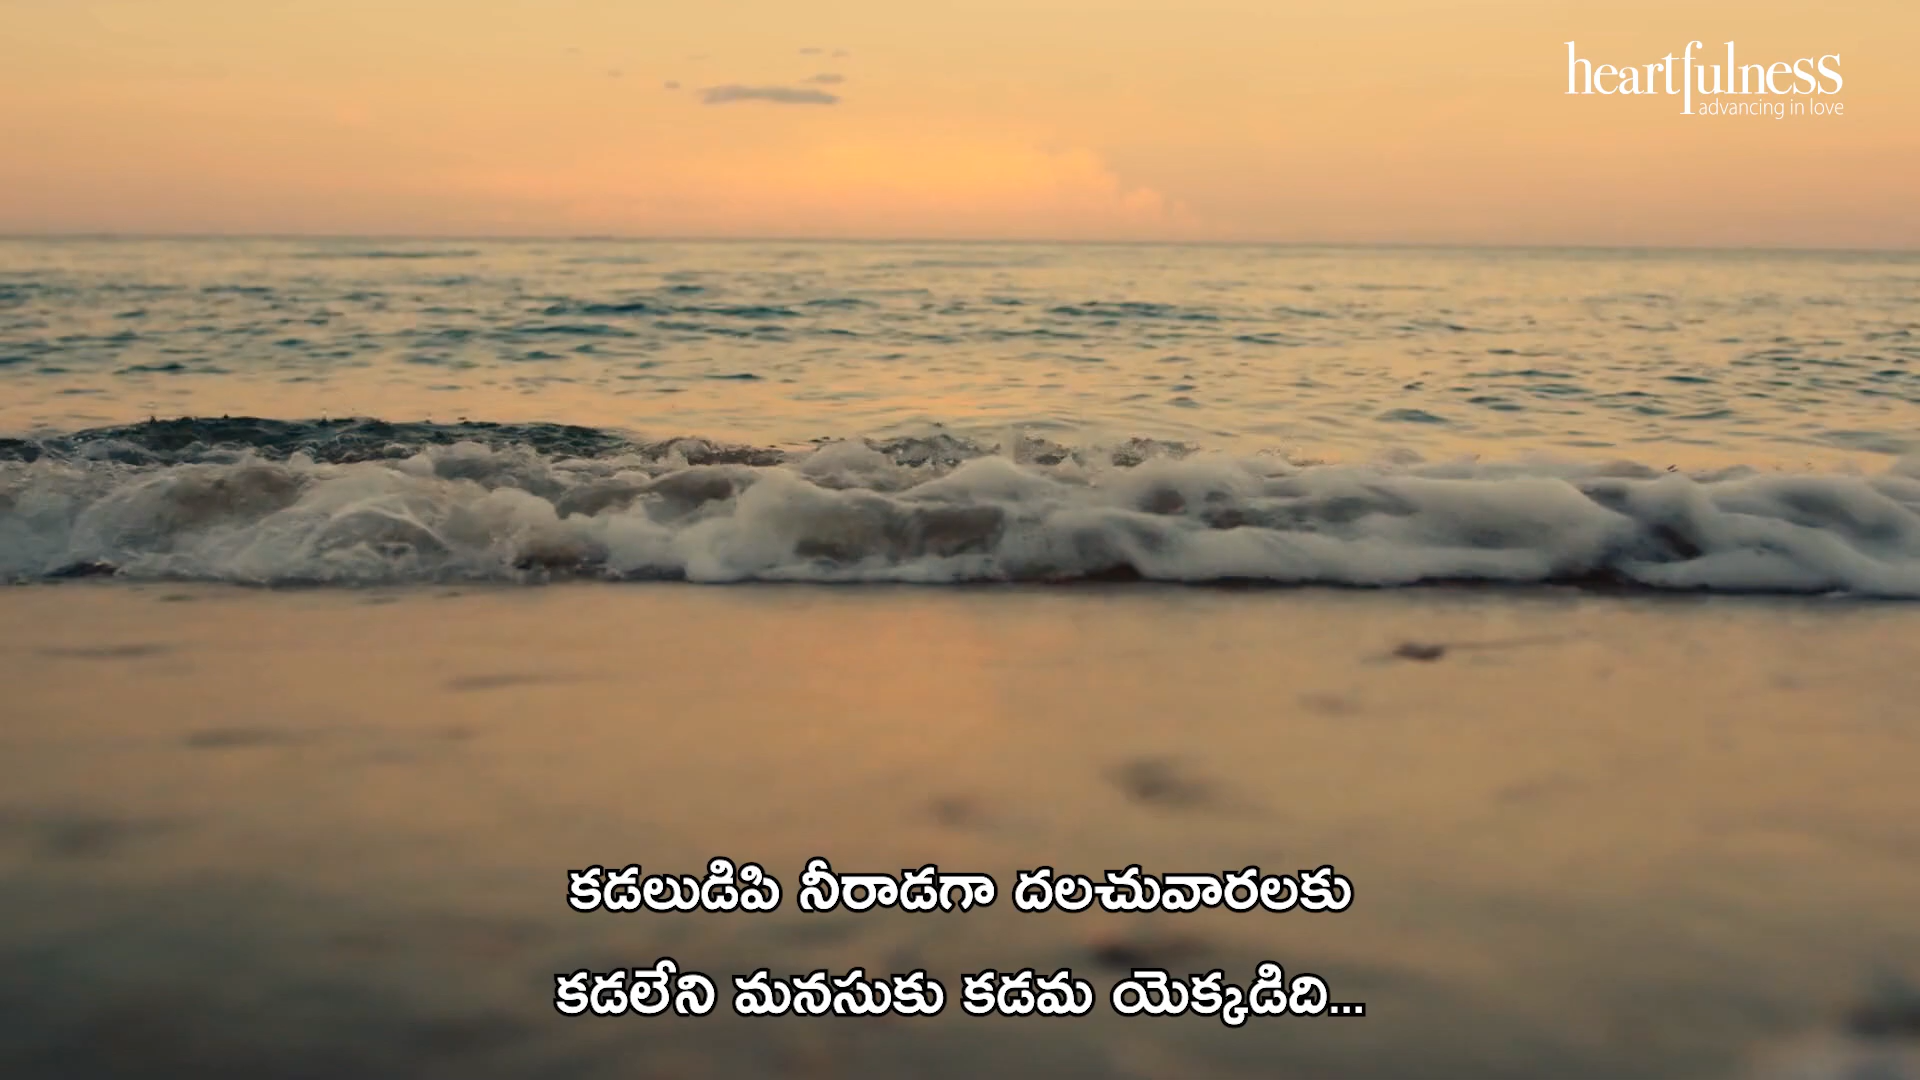 heartfulness
advancing in love
కడలుడిపి నీరాడగా దలచువారలకు
కడలేని మనసుకు కడమ యెక్కడిది...